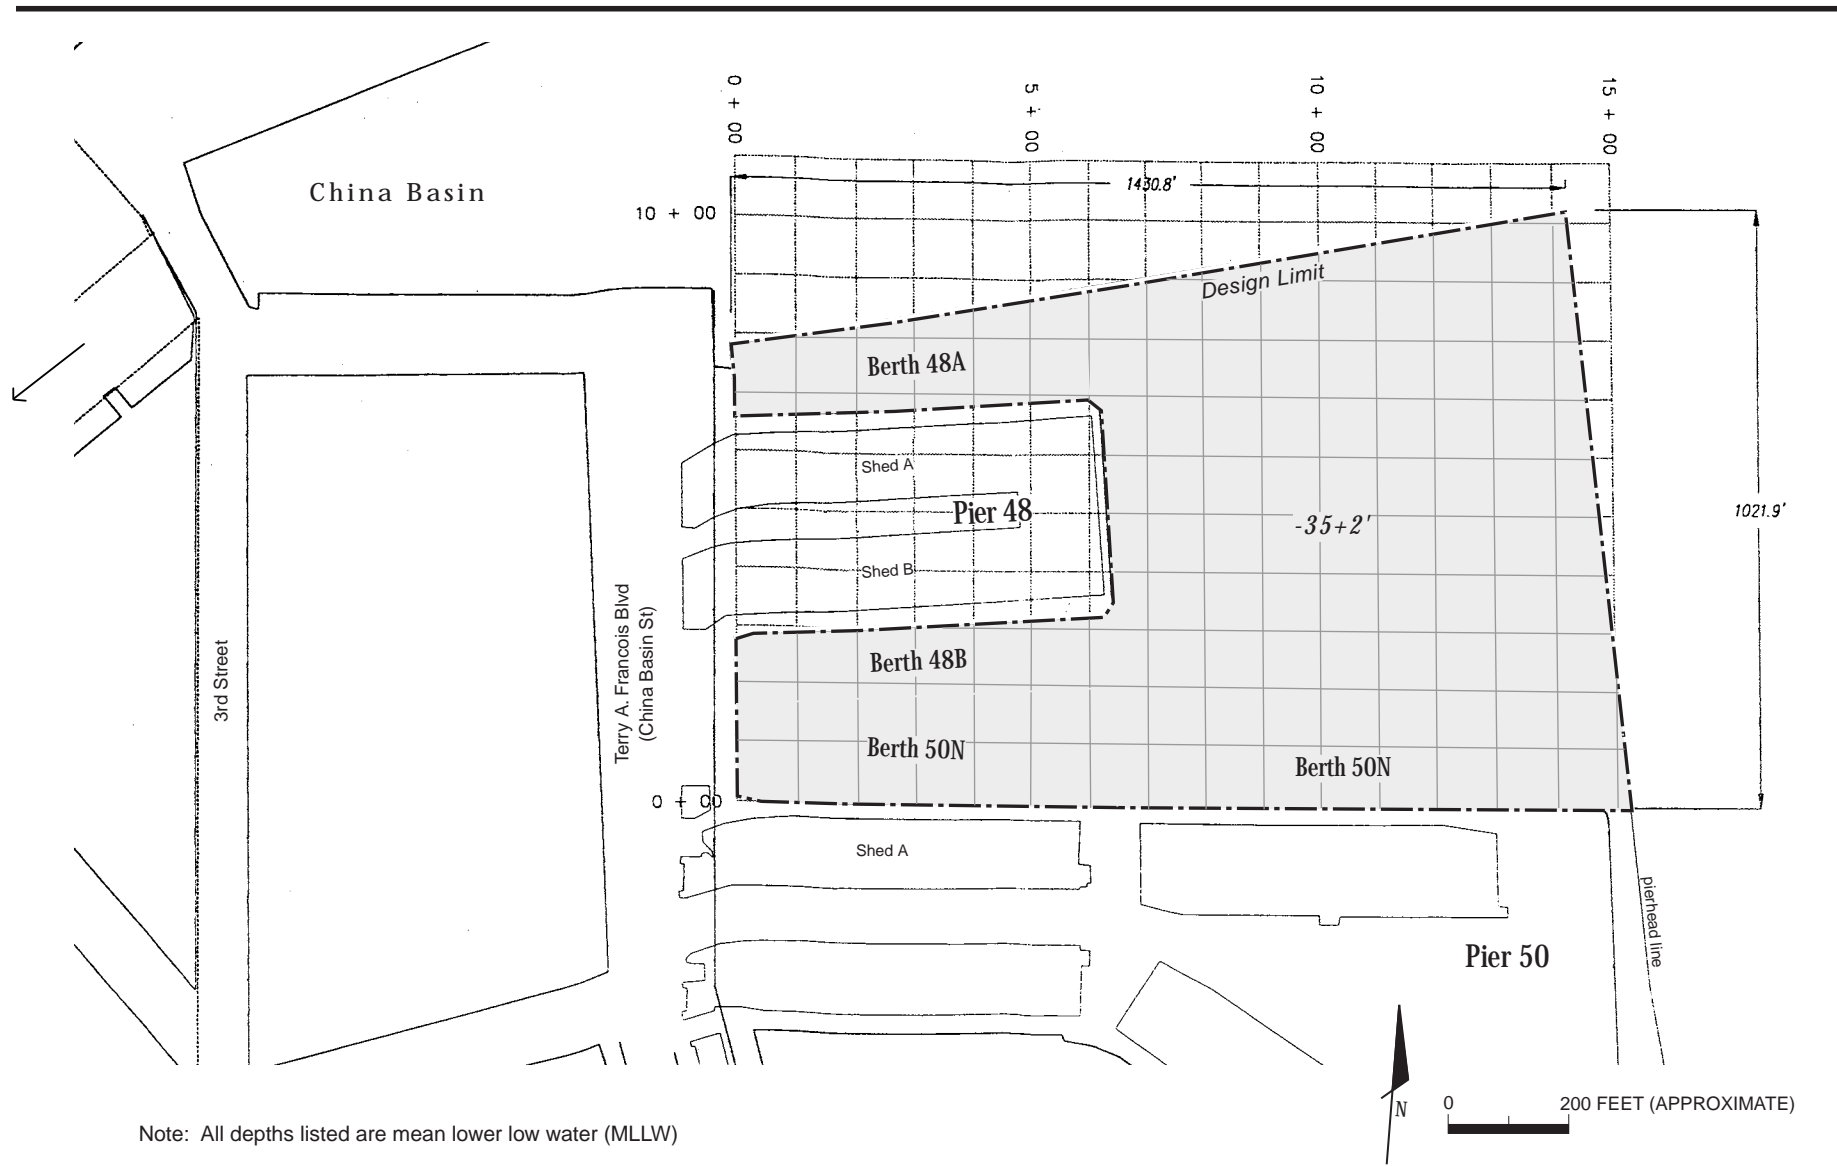 0 + 00
5 + 00
10 + 00
15 + 00
1430.8'
China Basin
10 + 00
Design Limit
Berth 48A
Shed A
Pier 48
-35+2'
1021.9'
Shed B
3rd Street
Terry A. Francois Blvd
(China Basin St)
Berth 48B
Berth 50N
Berth 50N
0 + 00
Shed A
pierhead line
Pier 50
N
0
200 FEET (APPROXIMATE)
Note: All depths listed are mean lower low water (MLLW)